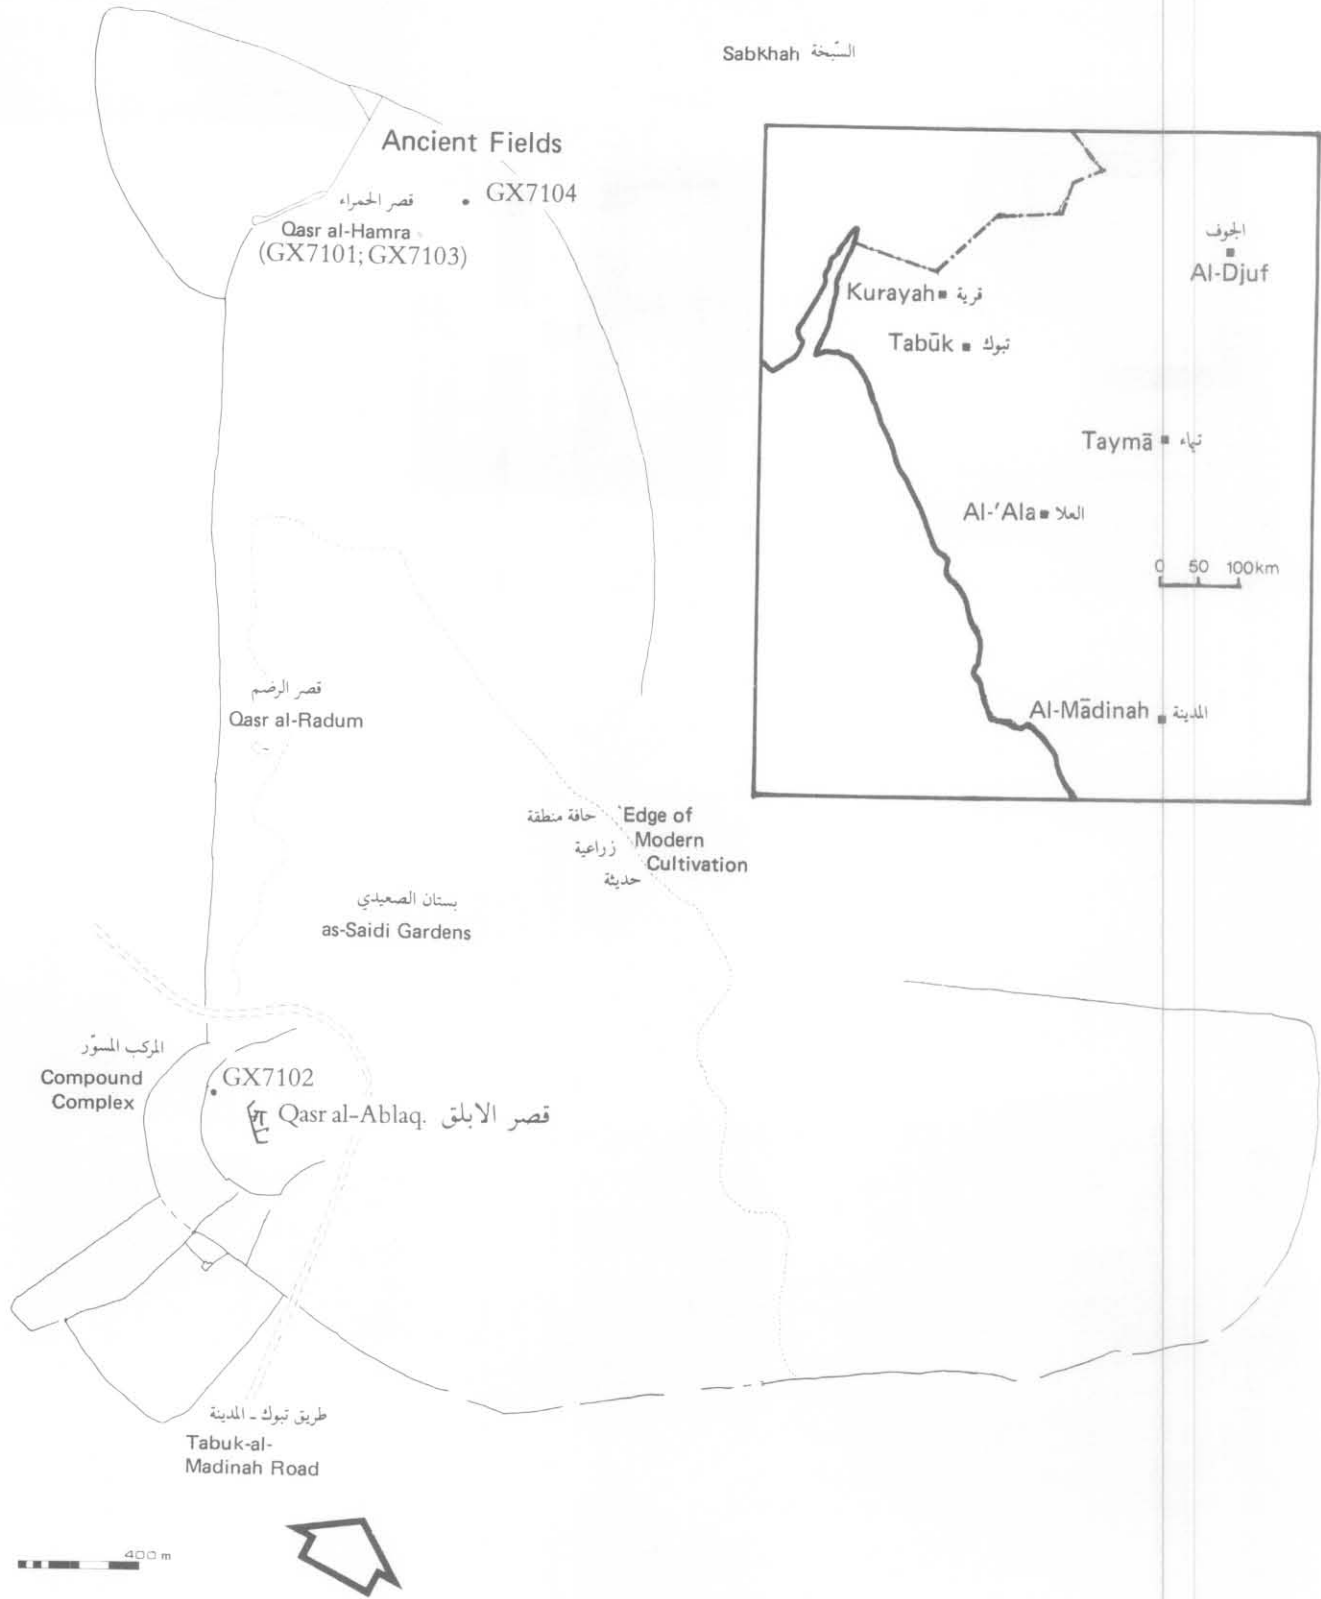 Sabkhah السّبخة
Ancient Fields
قصر الحمراء
• GX7104
Qasr al-Hamra
(GX7101; GX7103)
الجوف
Al-Djuf
Kurayah قرية
Tabūk تبوك
Taymā تيماء
Al-'Ala العلا
0 50 100km
Al-Mādinah المدينة
قصر الرضم
Qasr al-Radum
حافة منطقة
زراعية
حديثة
Edge of
Modern
Cultivation
بستان الصعيدي
as-Saidi Gardens
المركب المسوّر
Compound
Complex
GX7102
Qasr al-Ablaq. قصر الابلق
طريق تبوك ـ المدينة
Tabuk-al-
Madinah Road
400 m